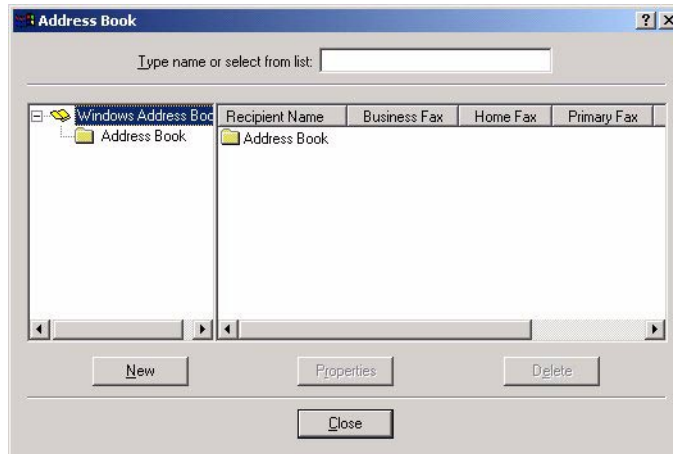 Address Book
Type name or select from list:
Windows Address Boo
Address Book
Recipient Name Business Fax Home Fax Primary Fax
Address Book
New Properties Delete
Close